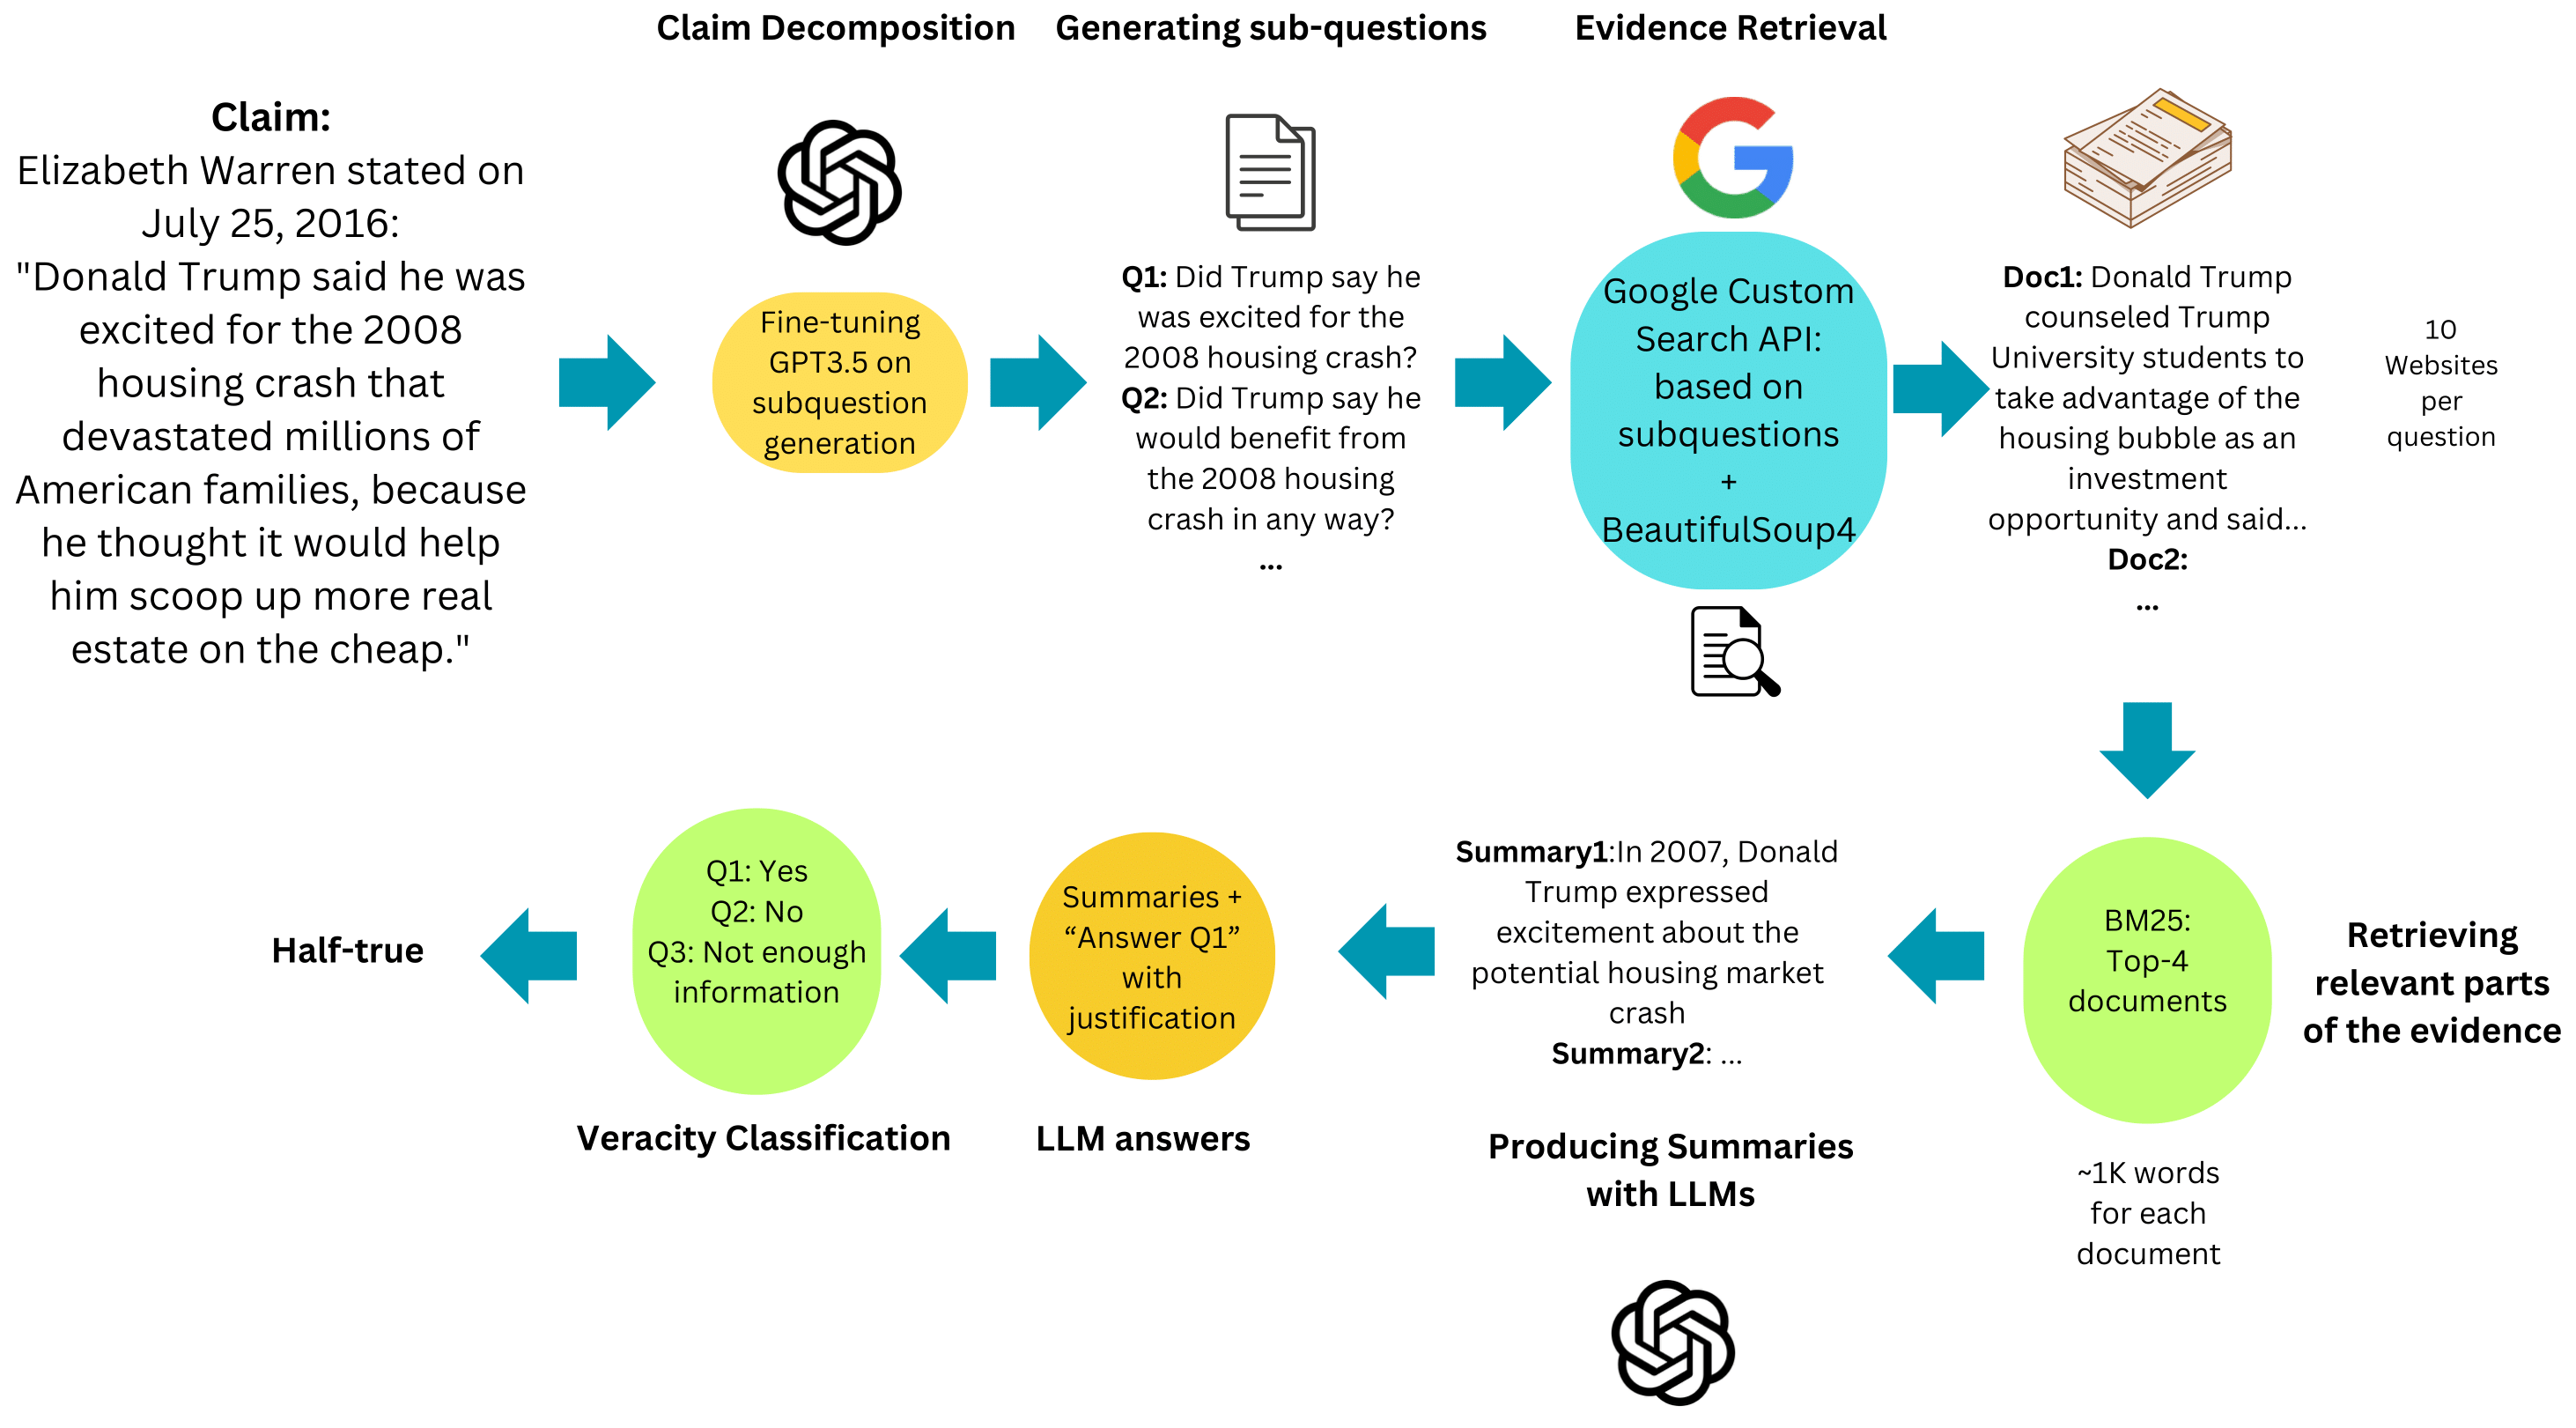 Claim Decomposition
Generating sub-questions
Evidence Retrieval
Claim:
Elizabeth Warren stated on
July 25, 2016:
"Donald Trump said he was
excited for the 2008
housing crash that
devastated millions of
American families, because
he thought it would help
him scoop up more real
estate on the cheap."
Fine-tuning
GPT3.5 on
subquestion
generation
Q1: Did Trump say he
was excited for the
2008 housing crash?
Q2: Did Trump say he
would benefit from
the 2008 housing
crash in any way?
...
Google Custom
Search API:
based on
subquestions
+
BeautifulSoup4
Doc1: Donald Trump
counseled Trump
University students to
take advantage of the
housing bubble as an
investment
opportunity and said...
Doc2:
...
10
Websites
per
question
BM25:
Top-4
documents
Retrieving
relevant parts
of the evidence
~1K words
for each
document
Summary1:In 2007, Donald
Trump expressed
excitement about the
potential housing market
crash
Summary2: ...
Producing Summaries
with LLMs
Summaries +
“Answer Q1”
with
justification
LLM answers
Q1: Yes
Q2: No
Q3: Not enough
information
Veracity Classification
Half-true